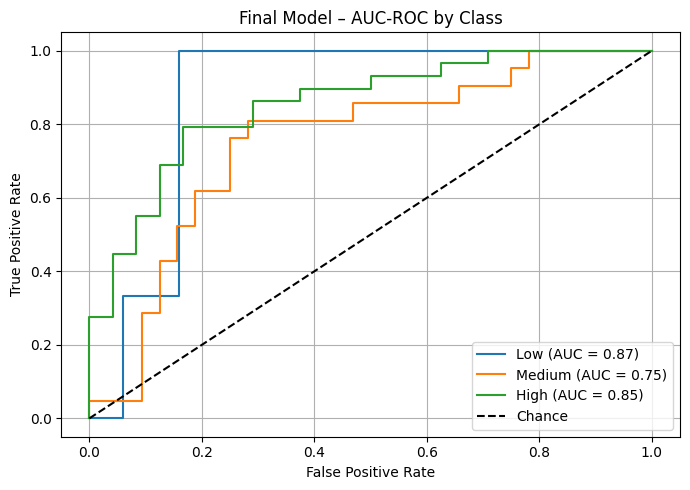 Final Model – AUC-ROC by Class
True Positive Rate
1.0
0.8
0.6
0.4
0.2
0.0
Low (AUC = 0.87)
Medium (AUC = 0.75)
High (AUC = 0.85)
Chance
0.0 0.2 0.4 0.6 0.8 1.0
False Positive Rate